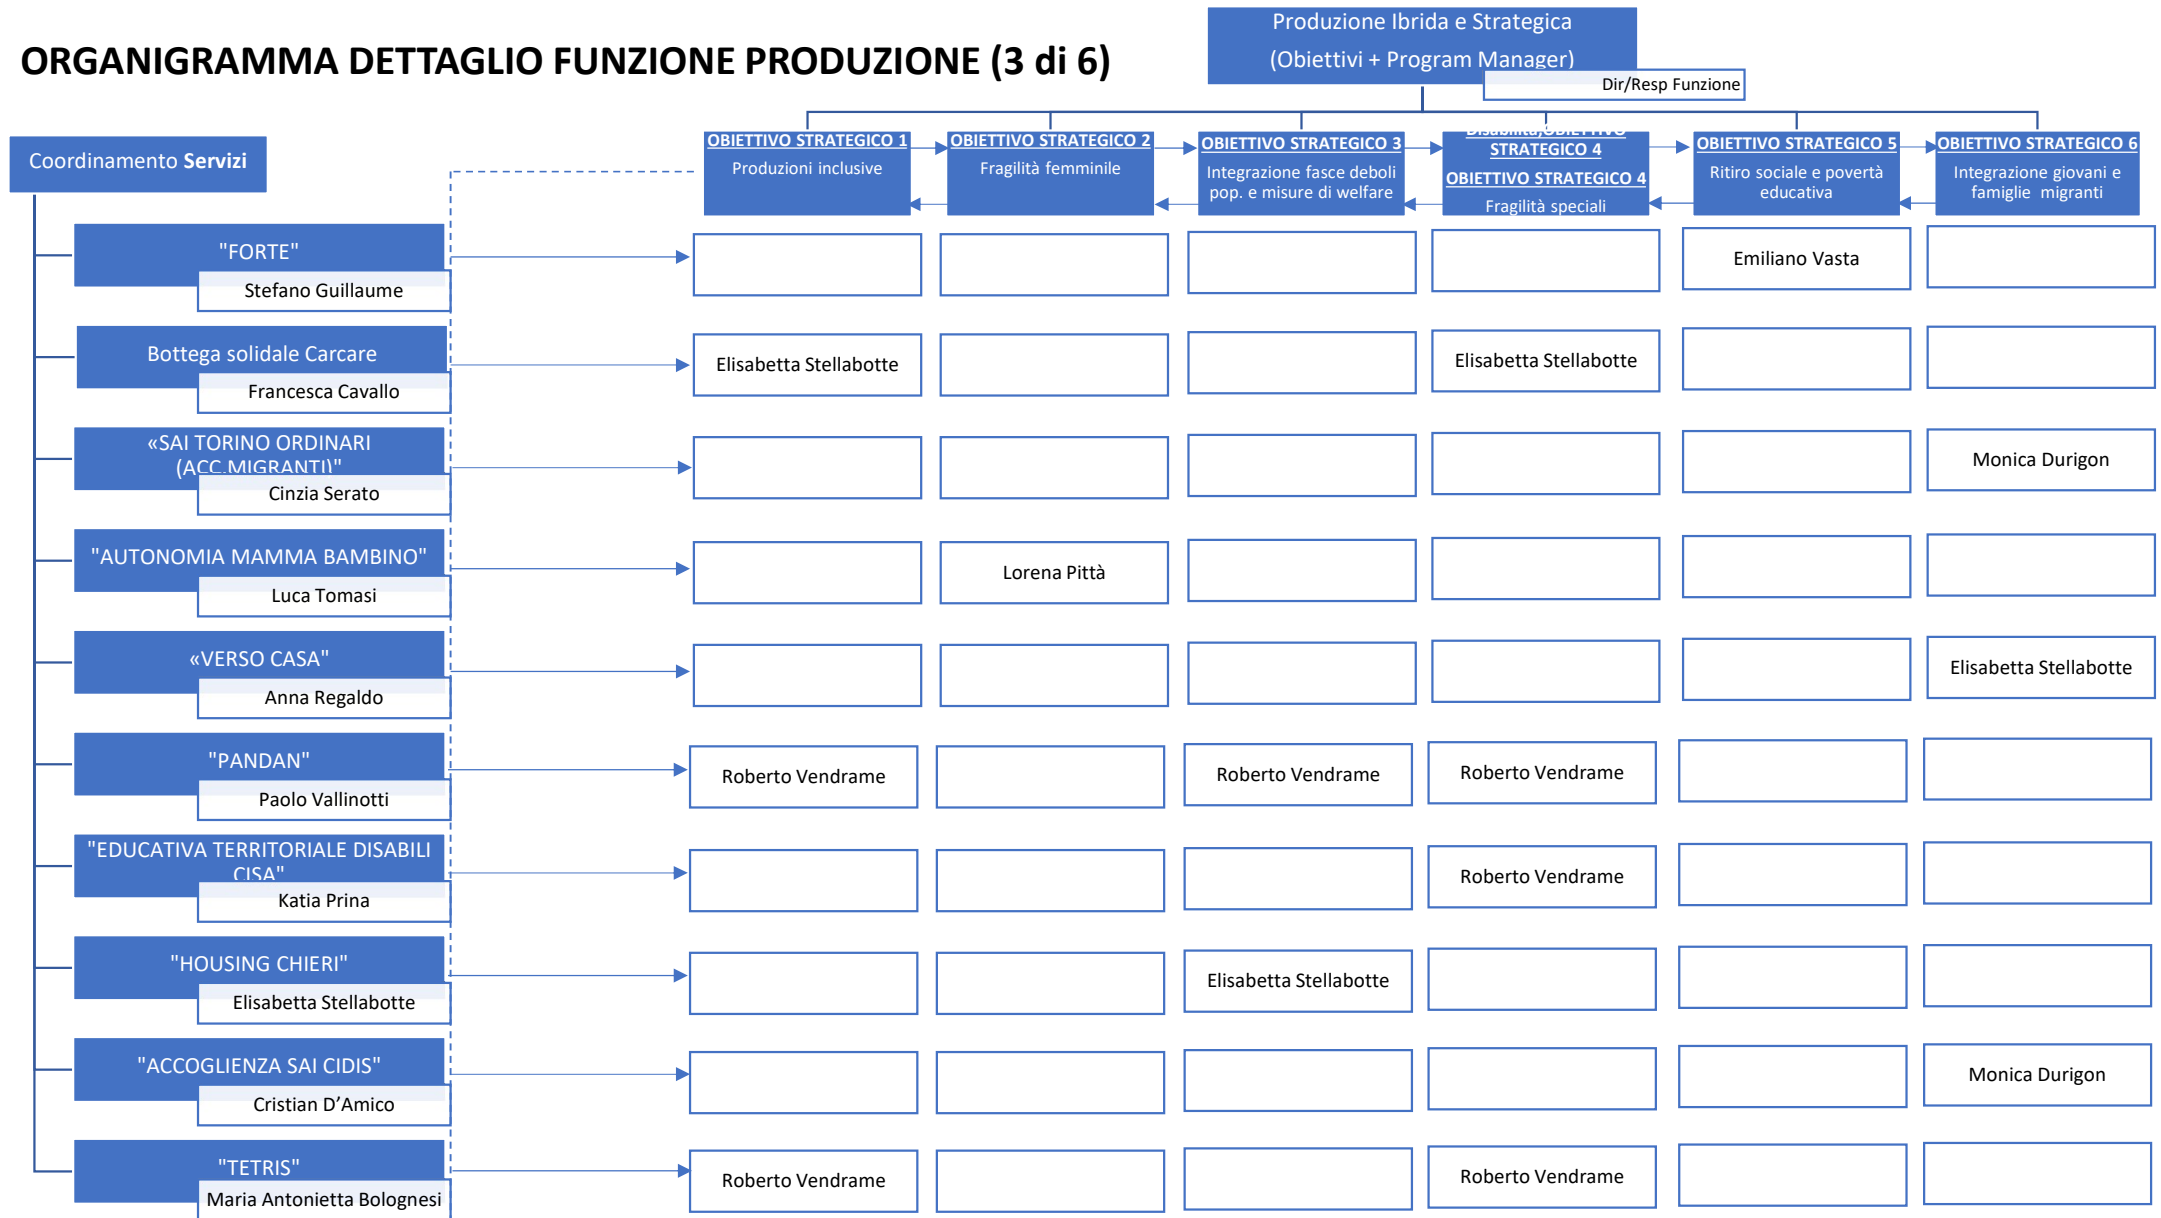 Produzione Ibrida e Strategica
(Obiettivi + Program Manager)
Dir/Resp Funzione
ORGANIGRAMMA DETTAGLIO FUNZIONE PRODUZIONE (3 di 6)
Coordinamento Servizi
OBIETTIVO STRATEGICO 1
Produzioni inclusive
OBIETTIVO STRATEGICO 2
Fragilità femminile
OBIETTIVO STRATEGICO 3
Integrazione fasce deboli
pop. e misure di welfare
Disabilità,OBIETTIVO
STRATEGICO 4
OBIETTIVO STRATEGICO 4
Fragilità speciali
OBIETTIVO STRATEGICO 5
Ritiro sociale e povertà
educativa
OBIETTIVO STRATEGICO 6
Integrazione giovani e
famiglie migranti
"FORTE"
Stefano Guillaume
Emiliano Vasta
Bottega solidale Carcare
Francesca Cavallo
Elisabetta Stellabotte
Elisabetta Stellabotte
«SAI TORINO ORDINARI
(ACC.MIGRANTI)"
Cinzia Serato
Monica Durigon
"AUTONOMIA MAMMA BAMBINO"
Luca Tomasi
Lorena Pittà
«VERSO CASA"
Anna Regaldo
Elisabetta Stellabotte
"PANDAN"
Paolo Vallinotti
Roberto Vendrame
Roberto Vendrame
Roberto Vendrame
"EDUCATIVA TERRITORIALE DISABILI
CISA"
Katia Prina
Roberto Vendrame
"HOUSING CHIERI"
Elisabetta Stellabotte
Elisabetta Stellabotte
"ACCOGLIENZA SAI CIDIS"
Cristian D’Amico
Monica Durigon
"TETRIS"
Maria Antonietta Bolognesi
Roberto Vendrame
Roberto Vendrame